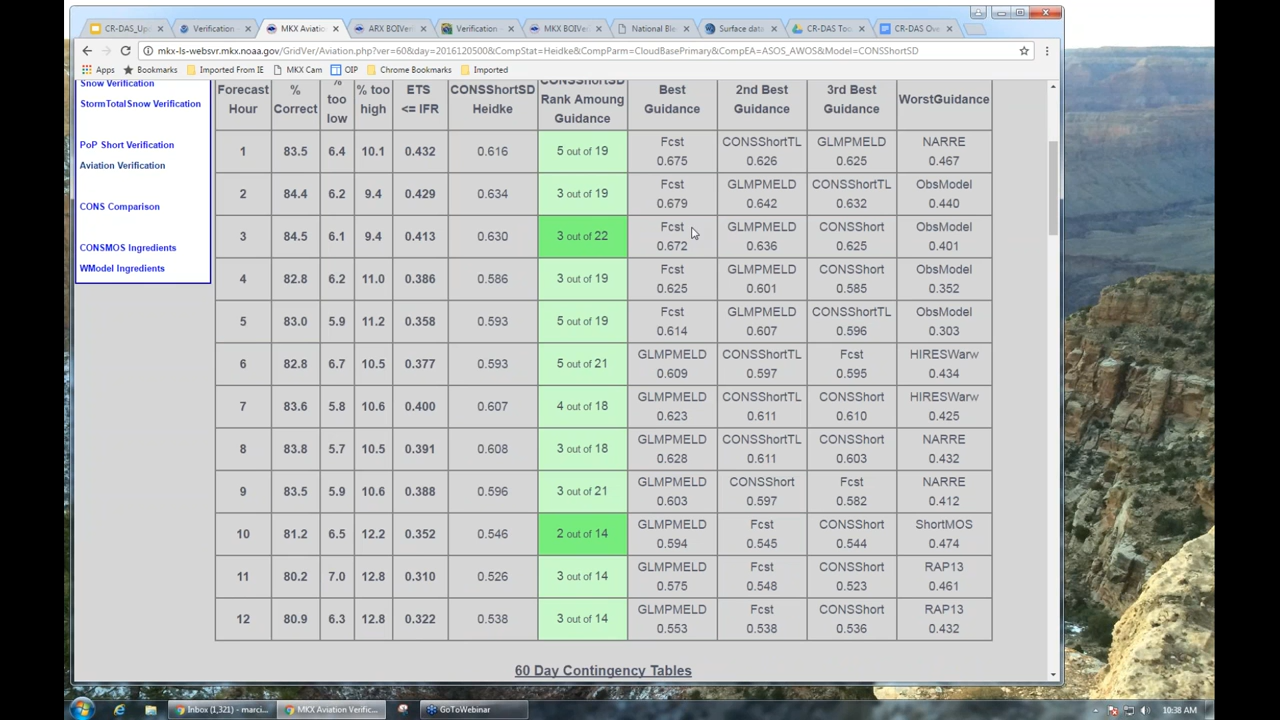 CR-DAS_Up
Verification
MKX Aviatio
ARX BOIVer
Verification
MKX BOIVe
National Ble
Surface data
CR-DAS Too
CR-DAS Ove
mkx-ls-websvr.mkx.noaa.gov/GridVer/Aviation.php?ver=60&day=2016120500&CompStat=Heidke&CompParm=CloudBasePrimary&CompEA=ASOS_AWOS&Model=CONSShortSD
Apps Bookmarks Imported From IE MKX Cam OIP Chrome Bookmarks Imported
Snow Verification
StormTotalSnow Verification
PoP Short Verification
Aviation Verification
CONS Comparison
CONSMOS Ingredients
WModel Ingredients
Forecast Hour % Correct % too low % too high ETS <= IFR CONSShortSD Heidke CONSShortSD Rank Amoung Guidance Best Guidance 2nd Best Guidance 3rd Best Guidance WorstGuidance
1 83.5 6.4 10.1 0.432 0.616 5 out of 19 Fcst 0.675 CONSShortTL 0.626 GLMPMELD 0.625 NARRE 0.467
2 84.4 6.2 9.4 0.429 0.634 3 out of 19 Fcst 0.679 GLMPMELD 0.642 CONSShortTL 0.632 ObsModel 0.440
3 84.5 6.1 9.4 0.413 0.630 3 out of 22 Fcst 0.672 GLMPMELD 0.636 CONSShort 0.625 ObsModel 0.401
4 82.8 6.2 11.0 0.386 0.586 3 out of 19 Fcst 0.625 GLMPMELD 0.601 CONSShort 0.585 ObsModel 0.352
5 83.0 5.9 11.2 0.358 0.593 5 out of 19 Fcst 0.614 GLMPMELD 0.607 CONSShortTL 0.596 ObsModel 0.303
6 82.8 6.7 10.5 0.377 0.593 5 out of 21 GLMPMELD 0.609 CONSShortTL 0.597 Fcst 0.595 HIRESWarw 0.434
7 83.6 5.8 10.6 0.400 0.607 4 out of 18 GLMPMELD 0.623 CONSShortTL 0.611 CONSShort 0.610 HIRESWarw 0.425
8 83.8 5.7 10.5 0.391 0.608 3 out of 18 GLMPMELD 0.628 CONSShortTL 0.611 CONSShort 0.603 NARRE 0.432
9 83.5 5.9 10.6 0.388 0.596 3 out of 21 GLMPMELD 0.603 CONSShort 0.597 Fcst 0.582 NARRE 0.412
10 81.2 6.5 12.2 0.352 0.546 2 out of 14 GLMPMELD 0.594 Fcst 0.545 CONSShort 0.544 ShortMOS 0.474
11 80.2 7.0 12.8 0.310 0.526 3 out of 14 GLMPMELD 0.575 Fcst 0.548 CONSShort 0.523 RAP13 0.461
12 80.9 6.3 12.8 0.322 0.538 3 out of 14 GLMPMELD 0.553 Fcst 0.538 CONSShort 0.536 RAP13 0.432
60 Day Contingency Tables
Inbox (1,321) - marci...
MKX Aviation Verific...
GoToWebinar
10:38 AM